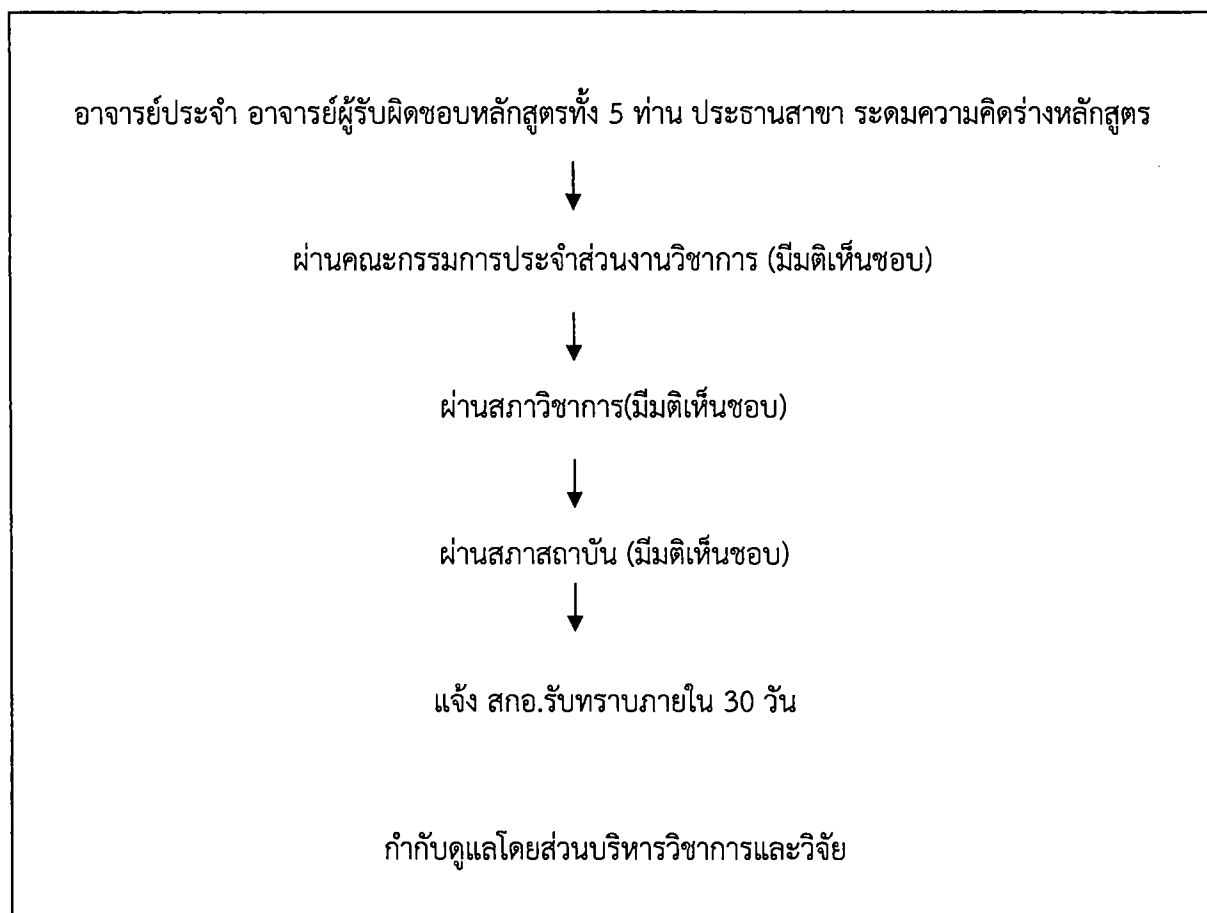 อาจารย์ประจำ อาจารย์ผู้รับผิดชอบหลักสูตรทั้ง 5 ท่าน ประธานสาขา ระดมความคิดร่างหลักสูตร
ผ่านคณะกรรมการประจำส่วนงานวิชาการ (มีมติเห็นชอบ)
ผ่านสภาวิชาการ(มีมติเห็นชอบ)
ผ่านสภาสถาบัน (มีมติเห็นชอบ)
แจ้ง สกอ.รับทราบภายใน 30 วัน
กำกับดูแลโดยส่วนบริหารวิชาการและวิจัย